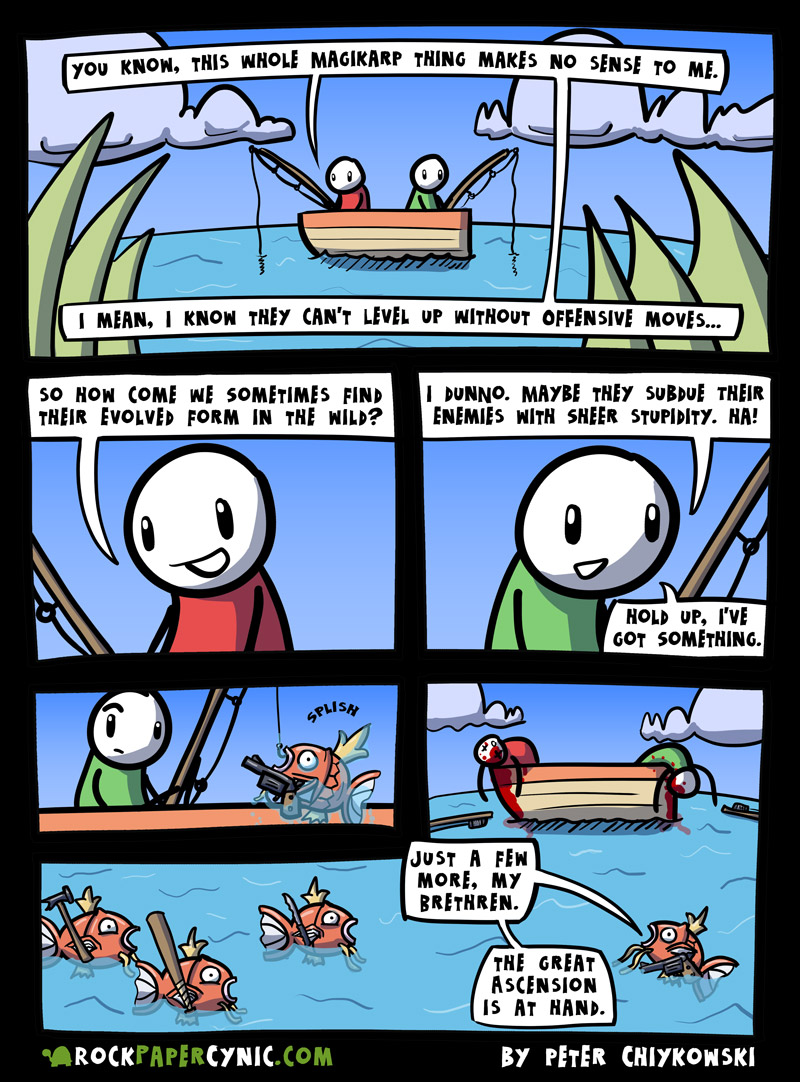 YOU KNOW, THIS WHOLE MAGIKARP THING MAKES NO SENSE TO ME.
I MEAN, I KNOW THEY CAN'T LEVEL UP WITHOUT OFFENSIVE MOVES...
SO HOW COME WE SOMETIMES FIND
THEIR EVOLVED FORM IN THE WILD?
I DUNNO. MAYBE THEY SUBDUE THEIR
ENEMIES WITH SHEER STUPIDITY. HA!
HOLD UP, I'VE
GOT SOMETHING.
SPLISH
JUST A FEW
MORE, MY
BRETHREN.
THE GREAT
ASCENSION
IS AT HAND.
ROCKPAPERCYNIC.COM
BY PETER CHIYKOWSKI